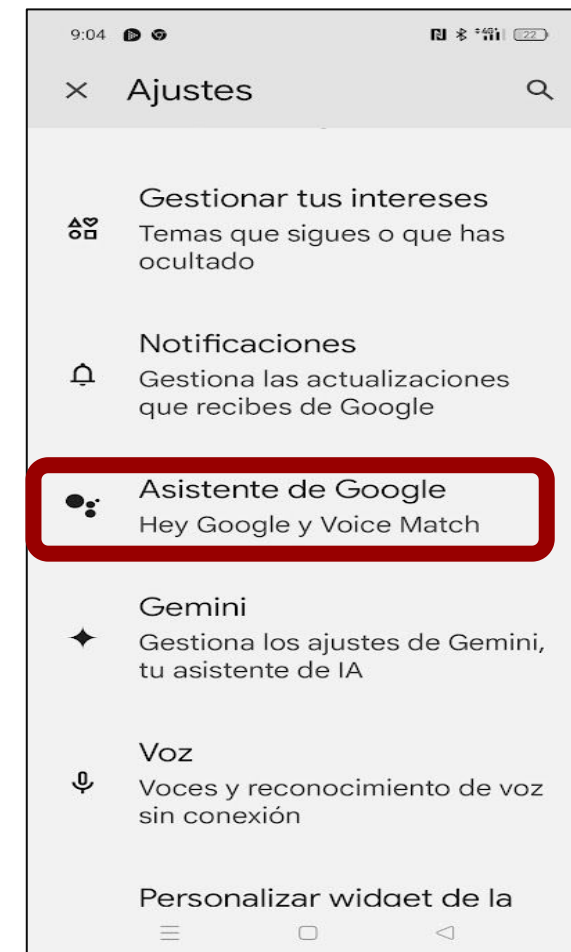 9:04
4G 22
Ajustes
Gestionar tus intereses
Temas que sigues o que has
ocultado
Notificaciones
Gestiona las actualizaciones
que recibes de Google
Asistente de Google
Hey Google y Voice Match
Gemini
Gestiona los ajustes de Gemini,
tu asistente de IA
Voz
Voces y reconocimiento de voz
sin conexión
Personalizar widget de la